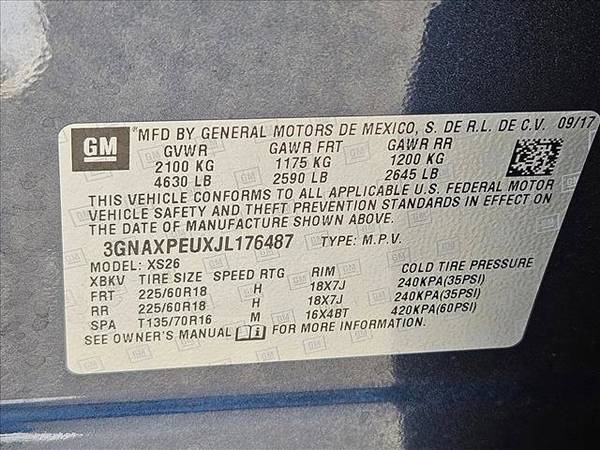 GM MFD BY GENERAL MOTORS DE MEXICO, S. DE R.L. DE C.V. 09/17
GVWR GAWR FRT GAWR RR
2100 KG 1175 KG 1200 KG
4630 LB 2590 LB 2645 LB
THIS VEHICLE CONFORMS TO ALL APPLICABLE U.S. FEDERAL MOTOR
VEHICLE SAFETY AND THEFT PREVENTION STANDARDS IN EFFECT ON
THE DATE OF MANUFACTURE SHOWN ABOVE.
3GNAXPEUXJL176487 TYPE: M.P.V.
MODEL: XS26
XBKV TIRE SIZE SPEED RTG RIM COLD TIRE PRESSURE
FRT 225/60R18 H 18X7J 240KPA(35PSI)
RR 225/60R18 H 18X7J 240KPA(35PSI)
SPA T135/70R16 M 16X4BT 420KPA(60PSI)
SEE OWNER'S MANUAL FOR MORE INFORMATION.